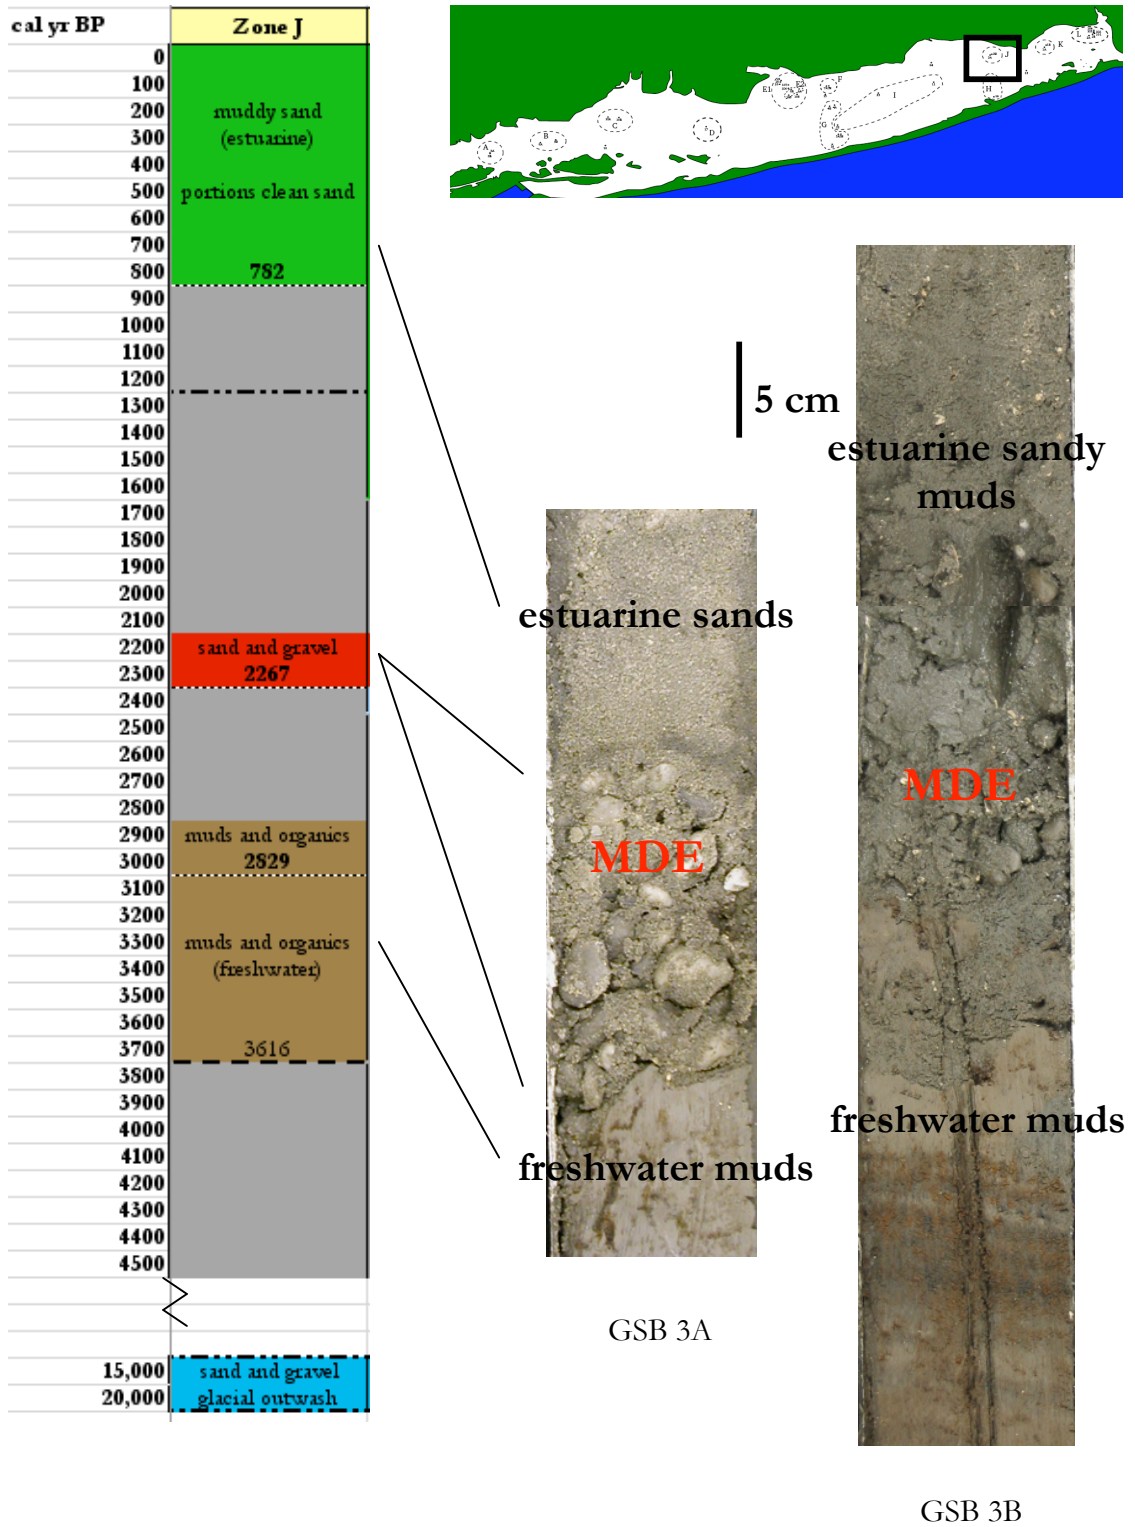 cal yr BP
Zone J
0
100
200
300
400
500
600
700
800
900
1000
1100
1200
1300
1400
1500
1600
1700
1800
1900
2000
2100
2200
2300
2400
2500
2600
2700
2800
2900
3000
3100
3200
3300
3400
3500
3600
3700
3800
3900
4000
4100
4200
4300
4400
4500
15,000
20,000
muddy sand
(estuarine)
portions clean sand
782
sand and gravel
2267
muds and organics
2829
muds and organics
(freshwater)
3616
sand and gravel
glacial outwash
A
B
C
D
E1
E2
F
G
I
H
J
K
L
5 cm
estuarine sands
MDE
freshwater muds
GSB 3A
estuarine sandy
muds
MDE
freshwater muds
GSB 3B